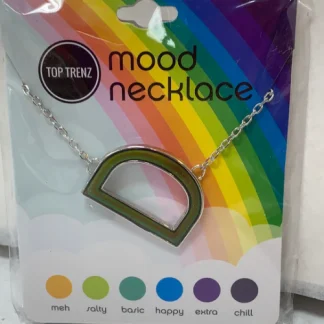 TOP TRENZ
mood
necklace
D
meh salty basic happy extra chill